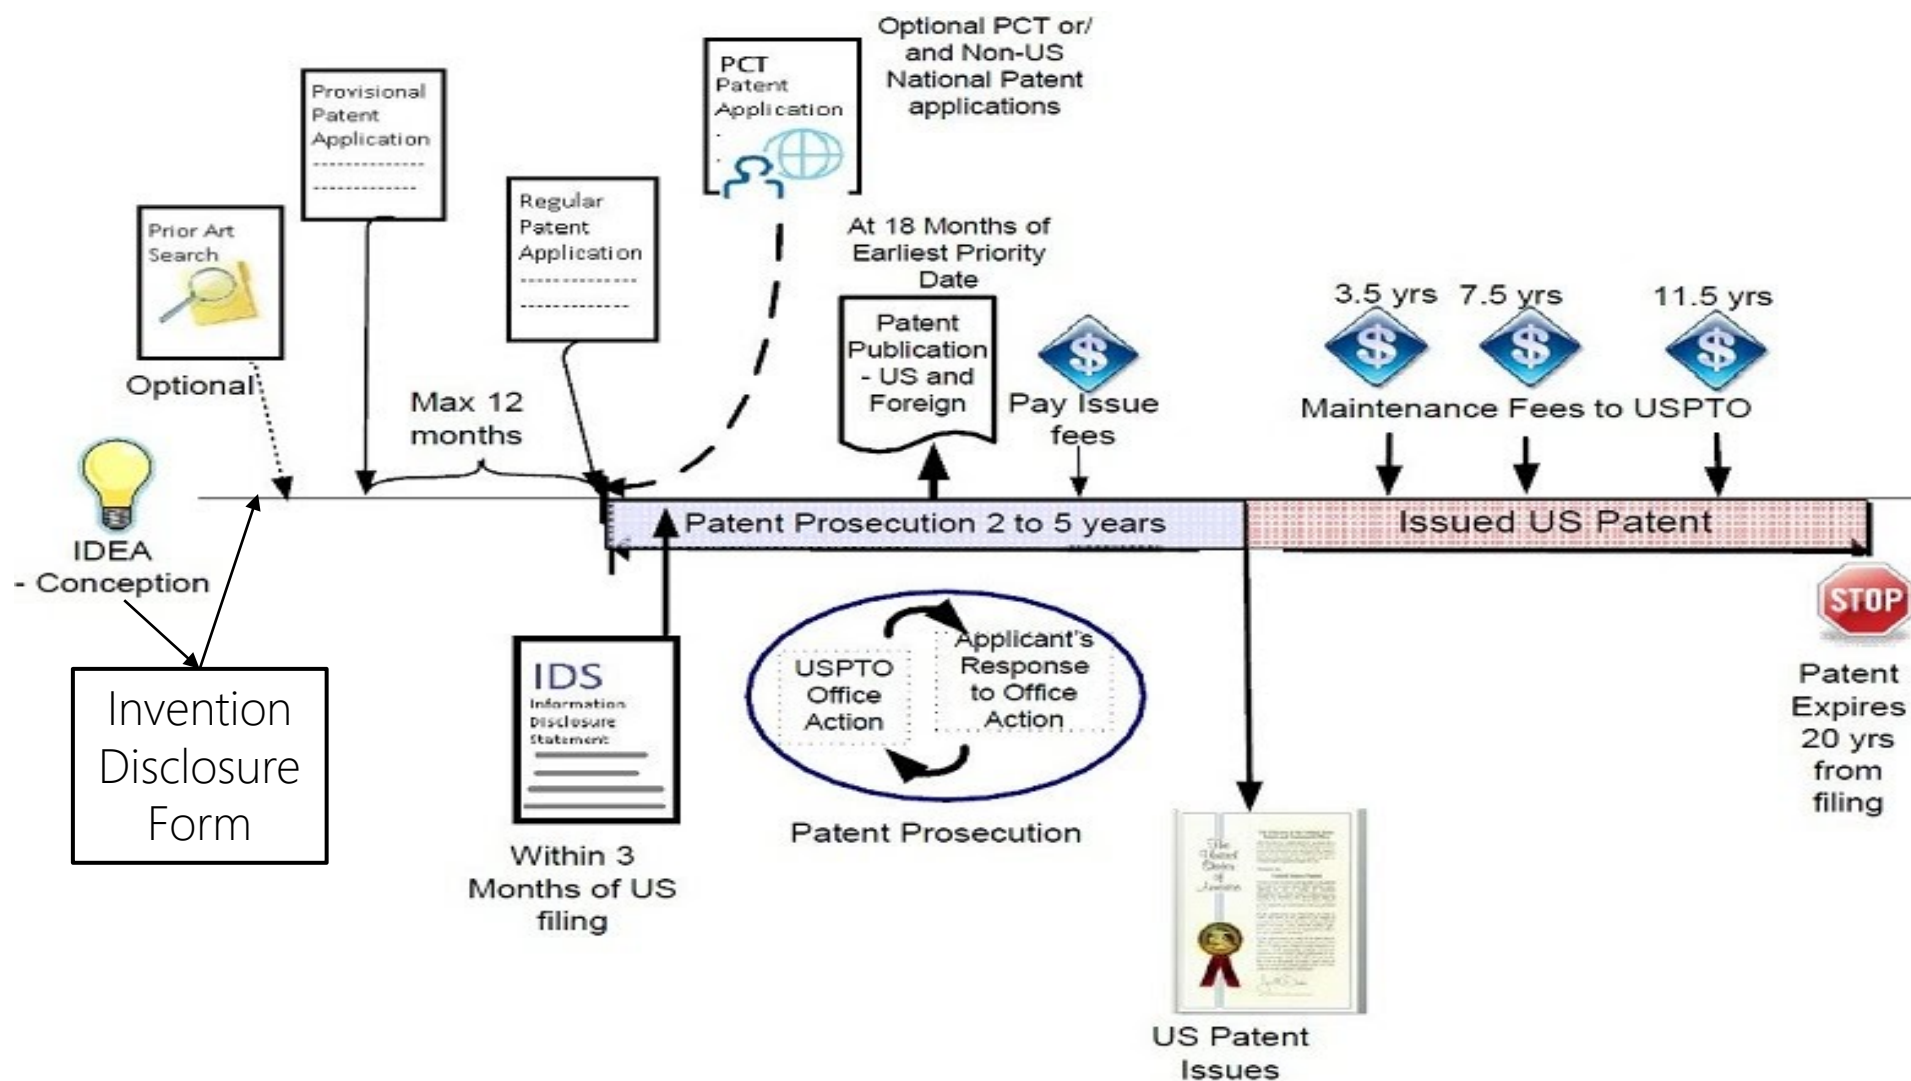 Provisional
Patent
Application
PCT
Patent
Application
Optional PCT or/
and Non-US
National Patent
applications
Prior Art
Search
Optional
Regular
Patent
Application
At 18 Months of
Earliest Priority
Date
Patent
Publication
- US and
Foreign
Pay Issue
fees
3.5 yrs
7.5 yrs
11.5 yrs
Maintenance Fees to USPTO
Max 12
months
IDEA
- Conception
Patent Prosecution 2 to 5 years
Issued US Patent
Invention
Disclosure
Form
IDS
Information
Disclosure
Statement
Within 3
Months of US
filing
USPTO
Office
Action
Applicant's
Response
to Office
Action
Patent Prosecution
STOP
Patent
Expires
20 yrs
from
filing
The
United
States
of
America
US Patent
Issues